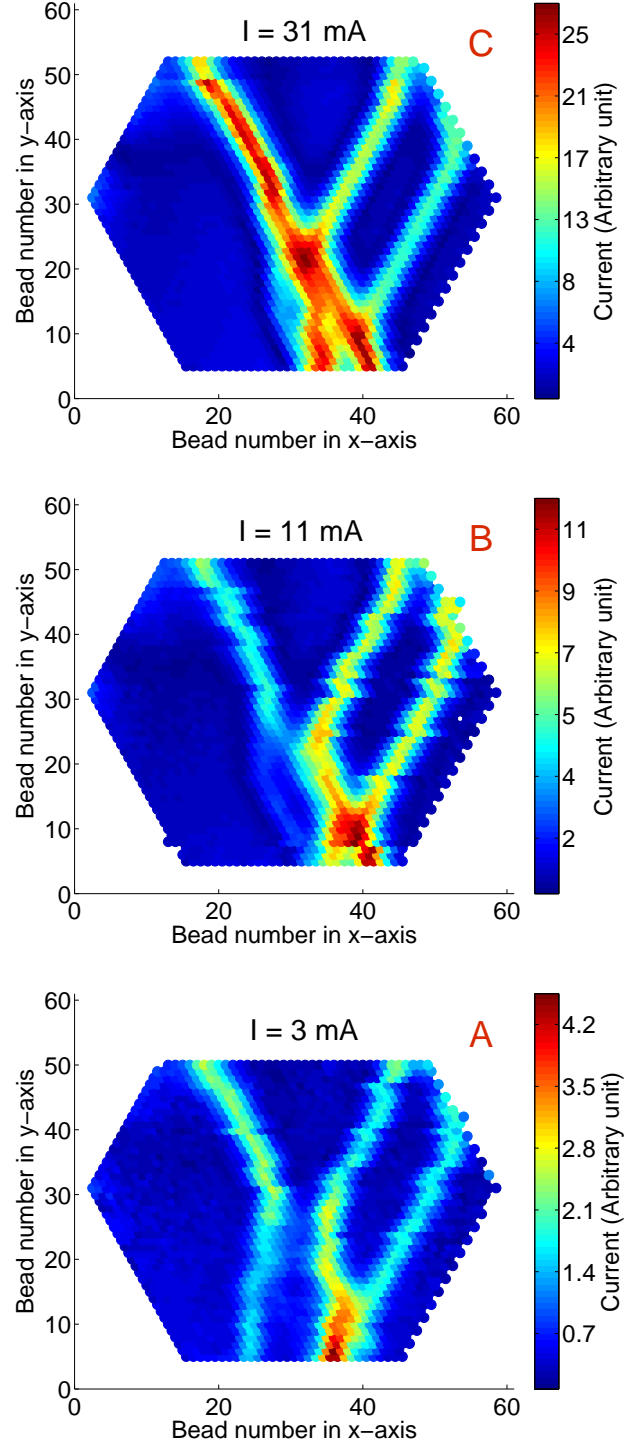 I = 31 mA
C
Bead number in y−axis
60
50
40
30
20
10
0
0 20 40 60
Bead number in x−axis
25
21
17
13
8
4
Current (Arbitrary unit)
I = 11 mA
B
Bead number in y−axis
60
50
40
30
20
10
0
0 20 40 60
Bead number in x−axis
11
9
7
5
4
2
Current (Arbitrary unit)
I = 3 mA
A
Bead number in y−axis
60
50
40
30
20
10
0
0 20 40 60
Bead number in x−axis
4.2
3.5
2.8
2.1
1.4
0.7
Current (Arbitrary unit)